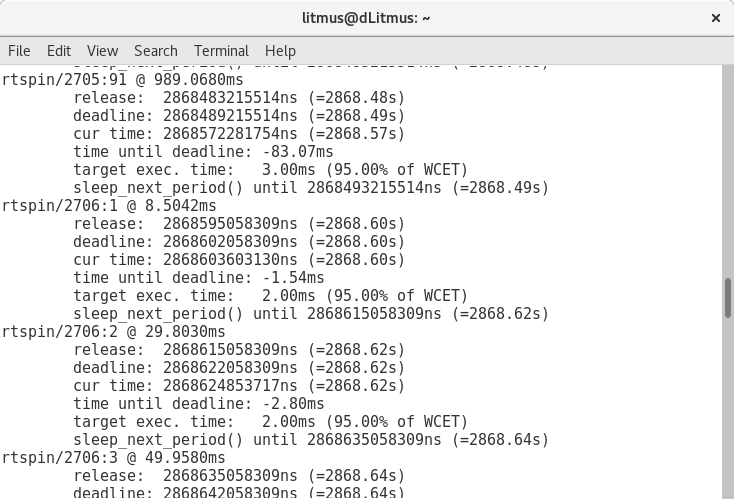 litmus@dLitmus: ~
File Edit View Search Terminal Help
rtspin/2705:91 @ 989.0680ms
release: 2868483215514ns (=2868.48s)
deadline: 2868489215514ns (=2868.49s)
cur time: 2868572281754ns (=2868.57s)
time until deadline: -83.07ms
target exec. time: 3.00ms (95.00% of WCET)
sleep_next_period() until 2868493215514ns (=2868.49s)
rtspin/2706:1 @ 8.5042ms
release: 2868595058309ns (=2868.60s)
deadline: 2868602058309ns (=2868.60s)
cur time: 2868603603130ns (=2868.60s)
time until deadline: -1.54ms
target exec. time: 2.00ms (95.00% of WCET)
sleep_next_period() until 2868615058309ns (=2868.62s)
rtspin/2706:2 @ 29.8030ms
release: 2868615058309ns (=2868.62s)
deadline: 2868622058309ns (=2868.62s)
cur time: 2868624853717ns (=2868.62s)
time until deadline: -2.80ms
target exec. time: 2.00ms (95.00% of WCET)
sleep_next_period() until 2868635058309ns (=2868.64s)
rtspin/2706:3 @ 49.9580ms
release: 2868635058309ns (=2868.64s)
deadline: 2868642058309ns (=2868.64s)